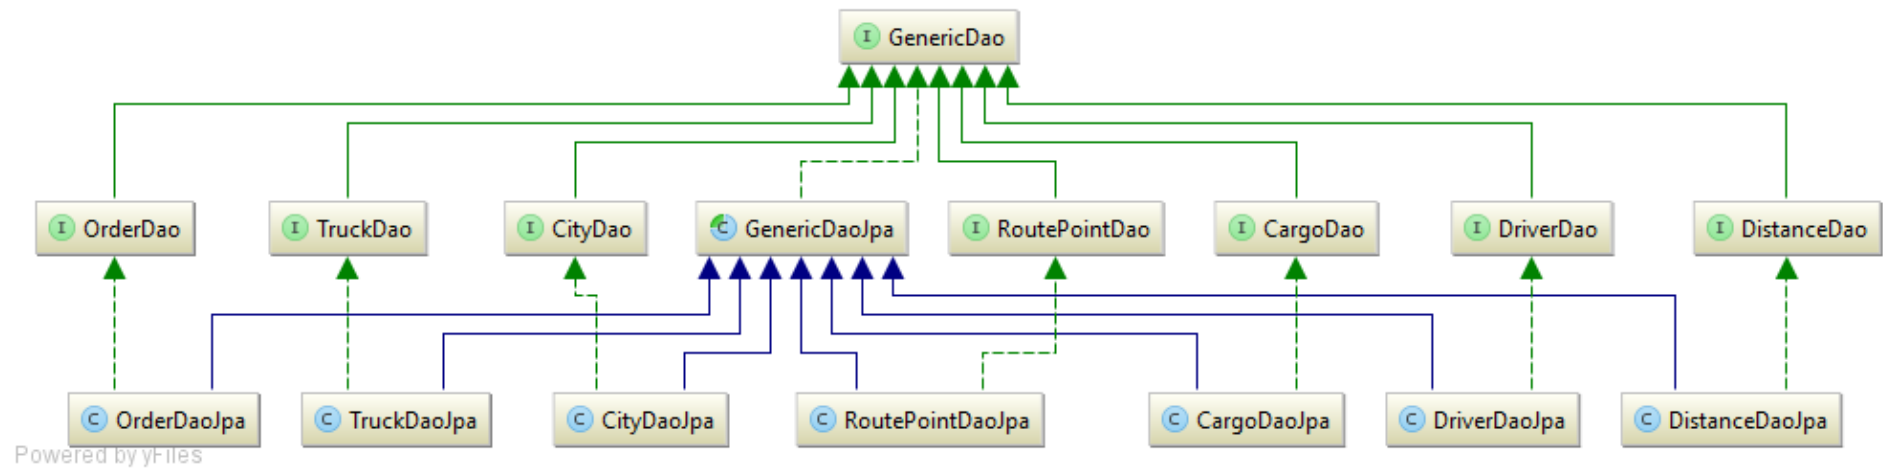 I GenericDao
I OrderDao
I TruckDao
I CityDao
C GenericDaoJpa
I RoutePointDao
I CargoDao
I DriverDao
I DistanceDao
C OrderDaoJpa
C TruckDaoJpa
C CityDaoJpa
C RoutePointDaoJpa
C CargoDaoJpa
C DriverDaoJpa
C DistanceDaoJpa
Powered by yFiles